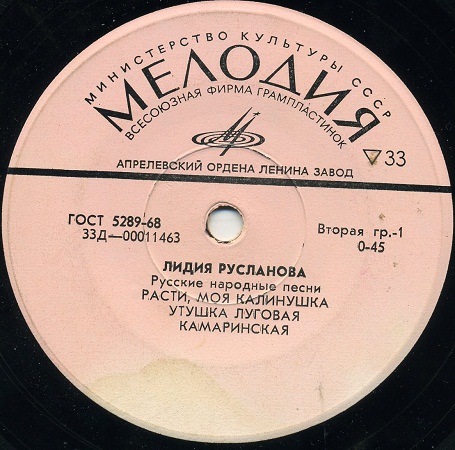 МИНИСТЕРСТВО КУЛЬТУРЫ СССР
МЕЛОДИЯ
ВСЕСОЮЗНАЯ ФИРМА ГРАМПЛАСТИНОК
33
АПРЕЛЕВСКИЙ ОРДЕНА ЛЕНИНА ЗАВОД
ГОСТ 5289-68
33Д—00011463
Вторая гр.-1
0-45
ЛИДИЯ РУСЛАНОВА
Русские народные песни
РАСТИ, МОЯ КАЛИНУШКА
УТУШКА ЛУГОВАЯ
КАМАРИНСКАЯ